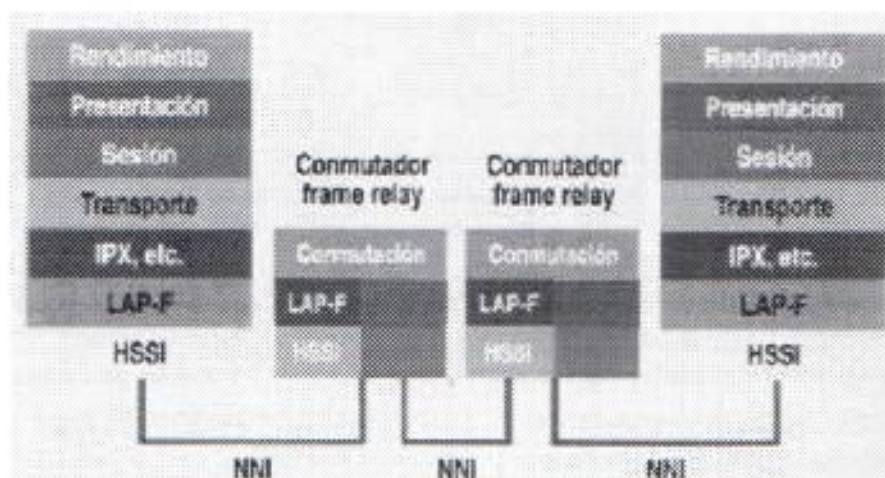 Rendimiento
Presentación
Sesión
Transporte
IPX, etc.
LAP-F
HSSI
Conmutador
frame relay
Conmutación
LAP-F
HSSI
Conmutador
frame relay
Conmutación
LAP-F
HSSI
Rendimiento
Presentación
Sesión
Transporte
IPX, etc.
LAP-F
HSSI
NNI
NNI
NNI